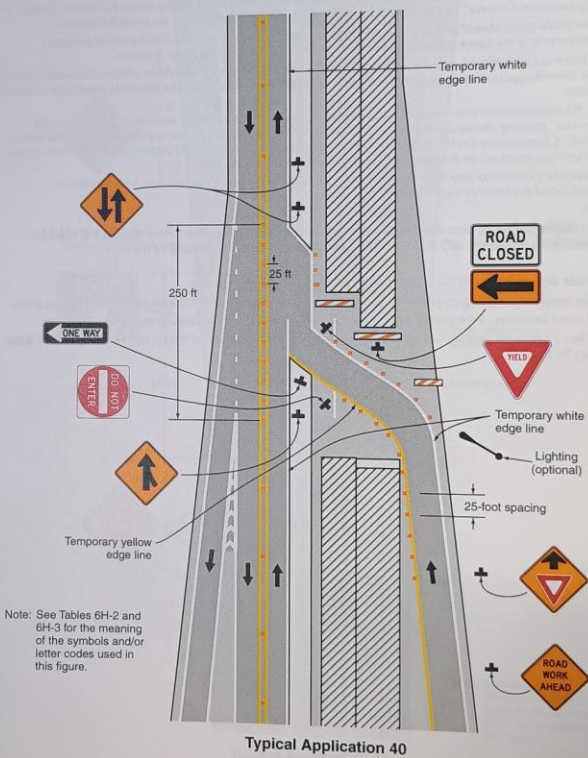 Temporary white
edge line
ROAD
CLOSED
25 ft
250 ft
ONE WAY
YIELD
DO NOT
ENTER
Temporary white
edge line
Lighting
(optional)
25-foot spacing
Temporary yellow
edge line
Note: See Tables 6H-2 and
6H-3 for the meaning
of the symbols and/or
letter codes used in
this figure.
ROAD
WORK
AHEAD
Typical Application 40